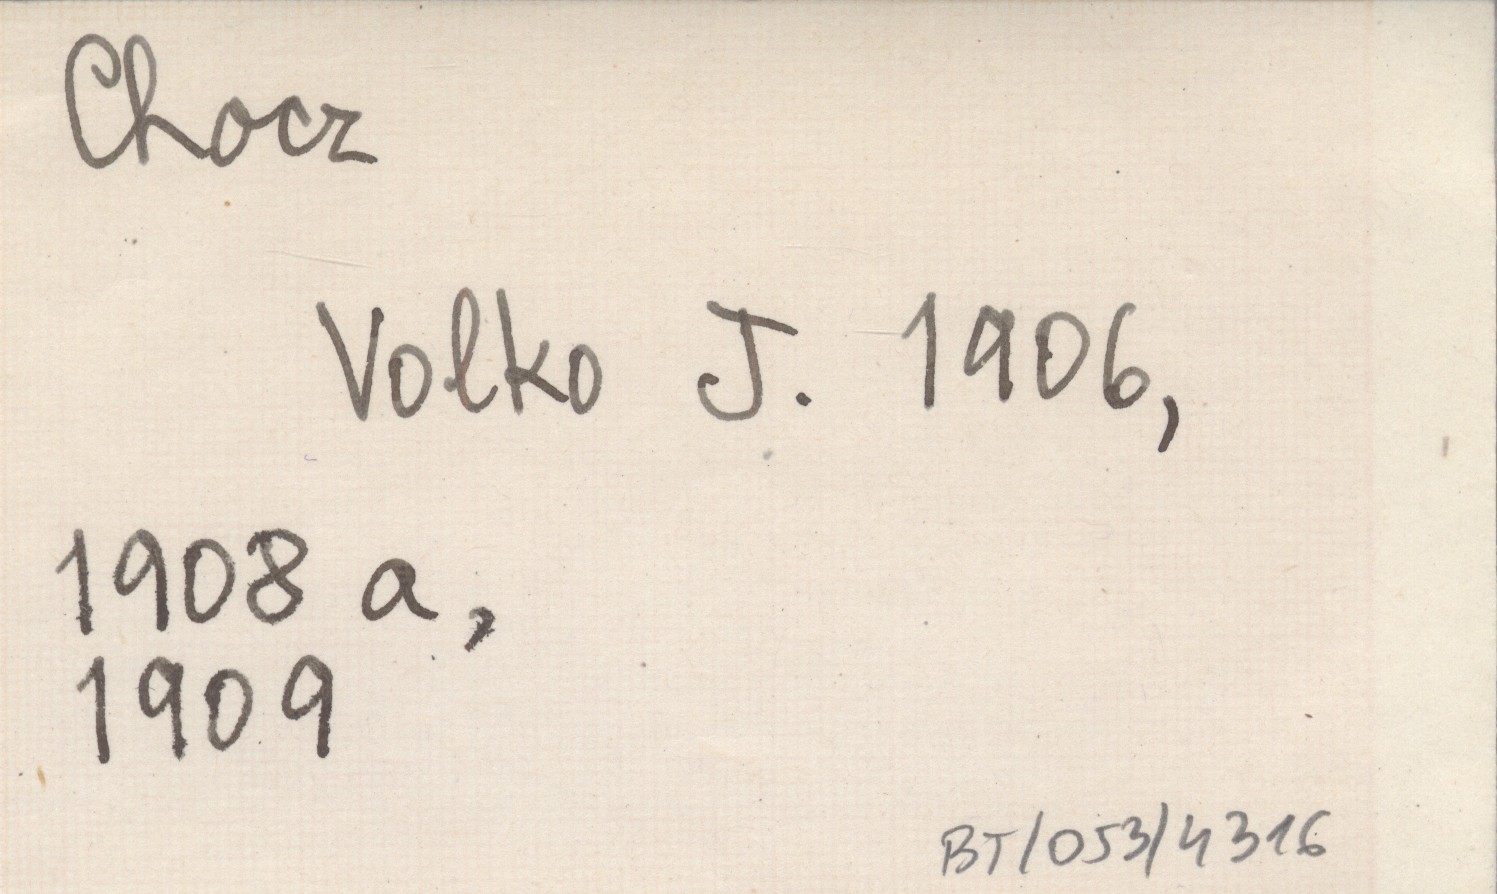 Chocz
Volko J. 1906,
1908 a,
1909
BT/053/4316